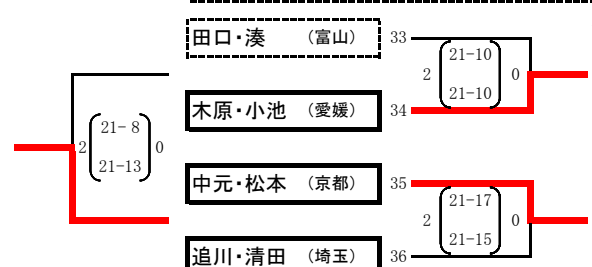 田口・湊 （富山） 33
21-10
2 0
21-10
木原・小池 （愛媛） 34
21- 8
2 0
21-13
中元・松本 （京都） 35
21-17
2 0
21-15
追川・清田 （埼玉） 36